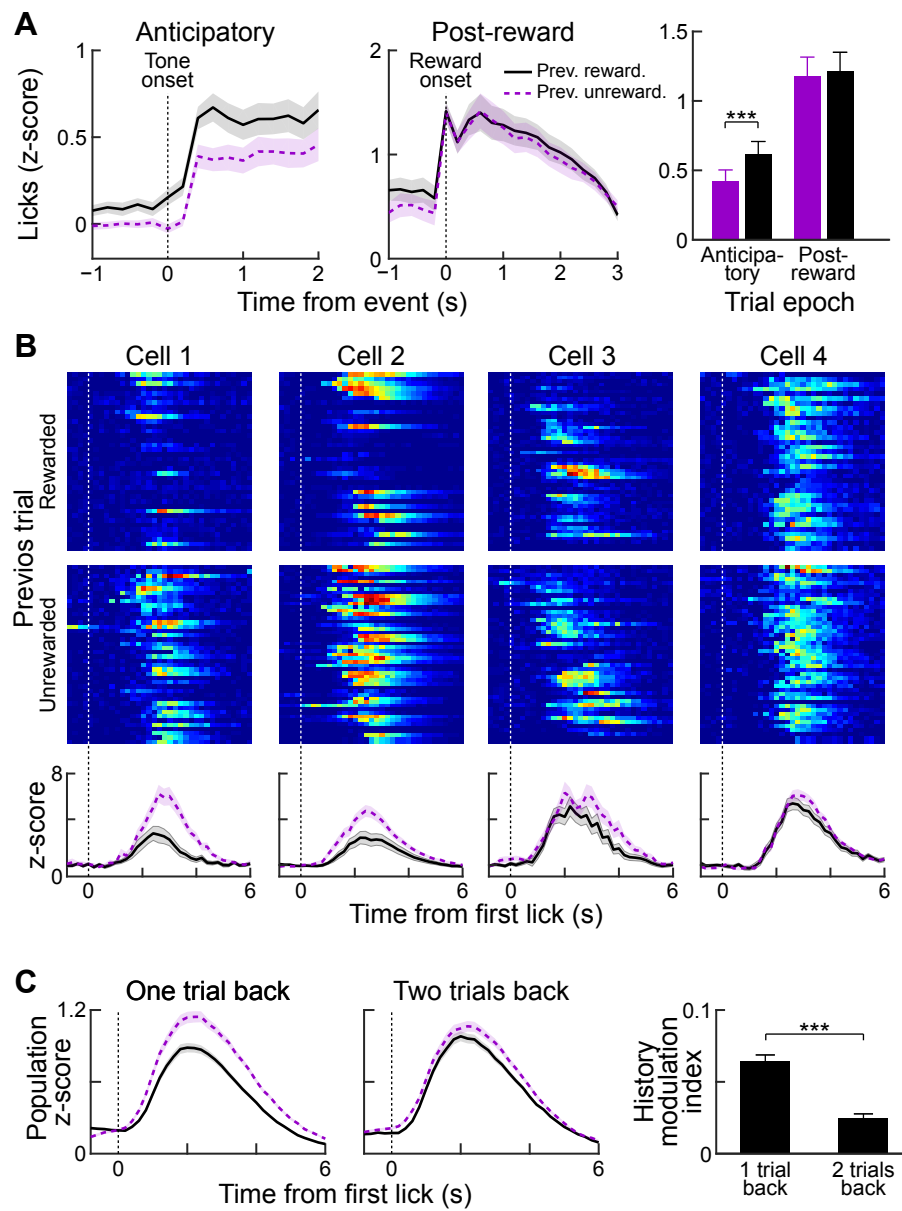 A
Anticipatory
Post-reward
Tone
onset
Reward
onset
Prev. reward.
Prev. unreward.
Licks (z-score)
1
0.5
0
−1
0
1
2
2
1
0
−1
0
1
2
3
Time from event (s)
1.5
1
0.5
0
***
Anticipa-
tory
Post-
reward
Trial epoch
B
Cell 1
Cell 2
Cell 3
Cell 4
Previos trial
Rewarded
Unrewarded
z-score
8
0
0
6
0
6
0
6
0
6
Time from first lick (s)
C
One trial back
Two trials back
Population
z-score
1.2
0
0
6
0
6
Time from first lick (s)
History
modulation
index
0.1
0
***
1 trial
back
2 trials
back